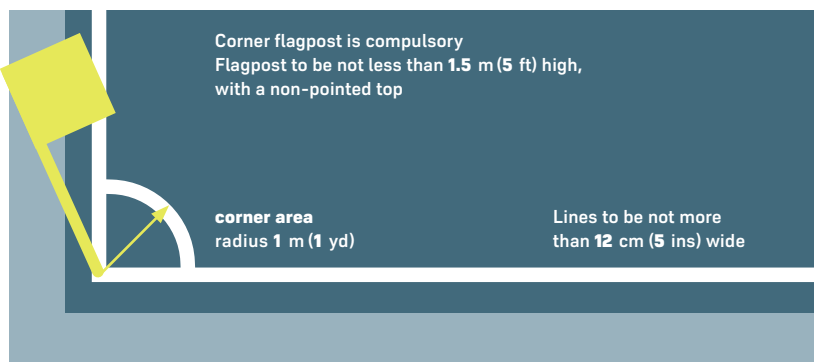 Corner flagpost is compulsory
Flagpost to be not less than 1.5 m (5 ft) high,
with a non-pointed top
corner area
radius 1 m (1 yd)
Lines to be not more
than 12 cm (5 ins) wide